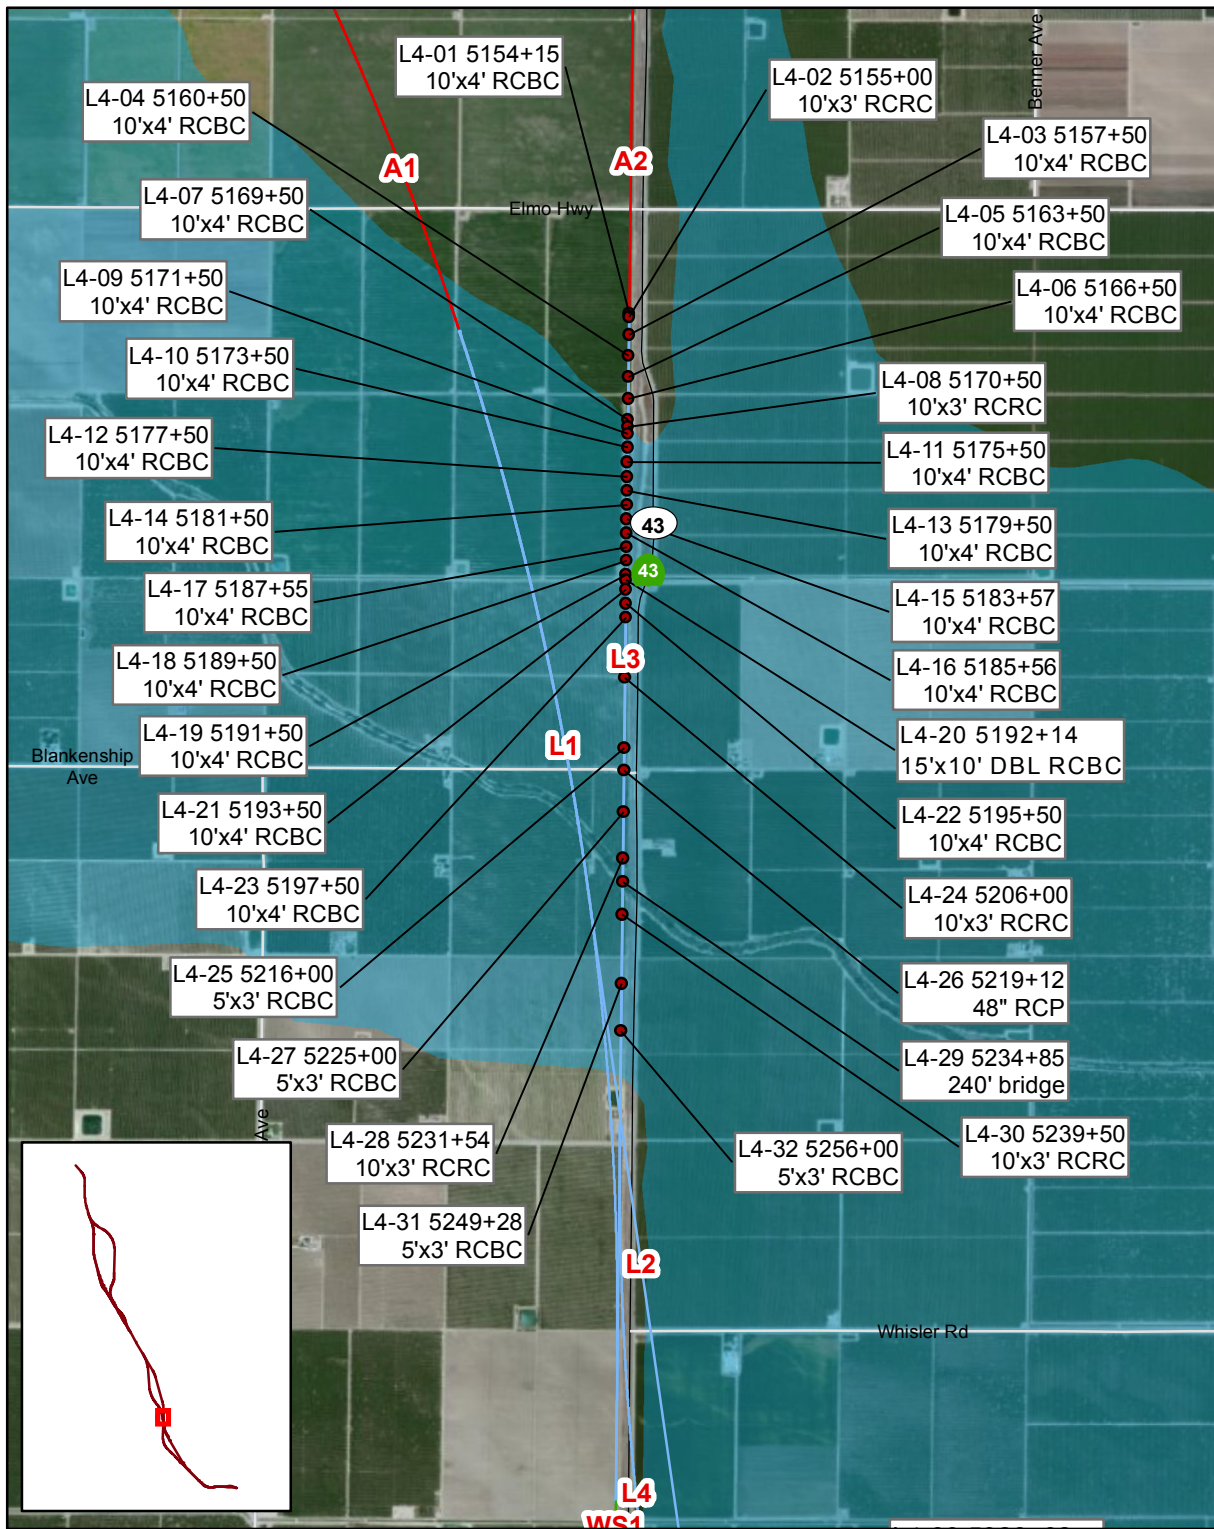 L4-01 5154+15
10'x4' RCBC
L4-02 5155+00
10'x3' RCRC
Benner Ave
L4-04 5160+50
10'x4' RCBC
L4-03 5157+50
10'x4' RCBC
A1
A2
L4-07 5169+50
10'x4' RCBC
Elmo Hwy
L4-05 5163+50
10'x4' RCBC
L4-09 5171+50
10'x4' RCBC
L4-06 5166+50
10'x4' RCBC
L4-10 5173+50
10'x4' RCBC
L4-08 5170+50
10'x3' RCRC
L4-12 5177+50
10'x4' RCBC
L4-11 5175+50
10'x4' RCBC
L4-14 5181+50
10'x4' RCBC
43
L4-13 5179+50
10'x4' RCBC
43
L4-17 5187+55
10'x4' RCBC
L4-15 5183+57
10'x4' RCBC
L4-18 5189+50
10'x4' RCBC
L3
L4-16 5185+56
10'x4' RCBC
L4-19 5191+50
10'x4' RCBC
L1
L4-20 5192+14
15'x10' DBL RCBC
Blankenship
Ave
L4-21 5193+50
10'x4' RCBC
L4-22 5195+50
10'x4' RCBC
L4-23 5197+50
10'x4' RCBC
L4-24 5206+00
10'x3' RCRC
L4-25 5216+00
5'x3' RCBC
L4-26 5219+12
48" RCP
L4-27 5225+00
5'x3' RCBC
L4-29 5234+85
240' bridge
Ave
L4-28 5231+54
10'x3' RCRC
L4-32 5256+00
5'x3' RCBC
L4-30 5239+50
10'x3' RCRC
L4-31 5249+28
5'x3' RCBC
L2
Whisler Rd
L4
WS1